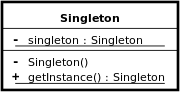 Singleton
- singleton : Singleton
- Singleton()
+ getInstance() : Singleton